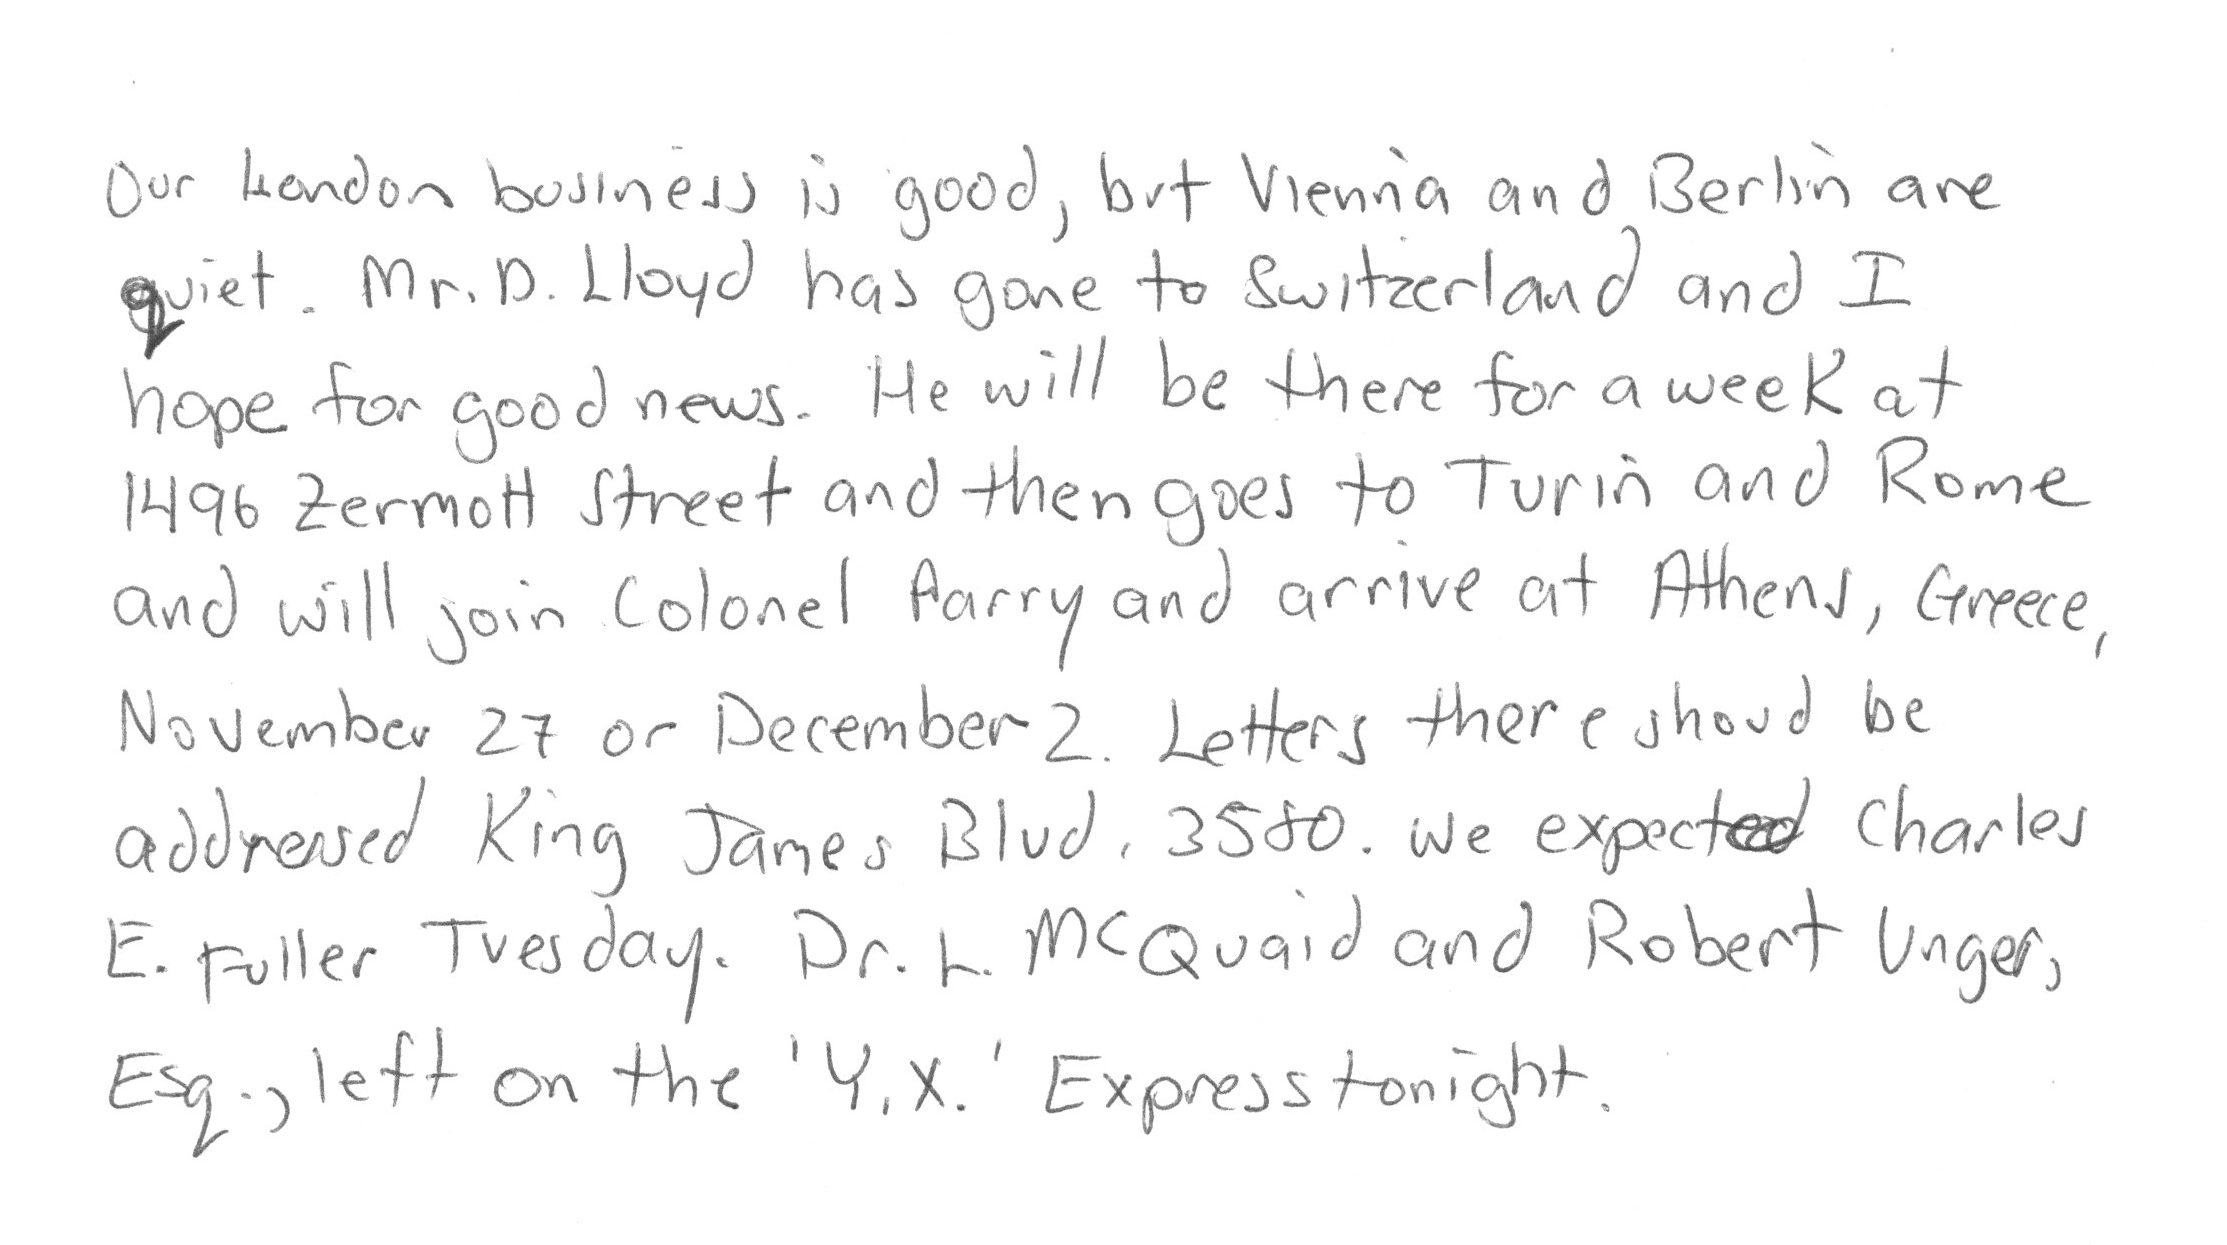 Our London business is good, but Vienna and Berlin are
quiet. Mr. D. Lloyd has gone to Switzerland and I
hope for good news. He will be there for a week at
1496 Zermott Street and then goes to Turin and Rome
and will join Colonel Parry and arrive at Athens, Greece,
November 27 or December 2. Letters there shoud be
addressed King James Blvd. 3580. We expected Charles
E. Fuller Tuesday. Dr. L. McQuaid and Robert Unger,
Esq., left on the 'Y.X.' Express tonight.